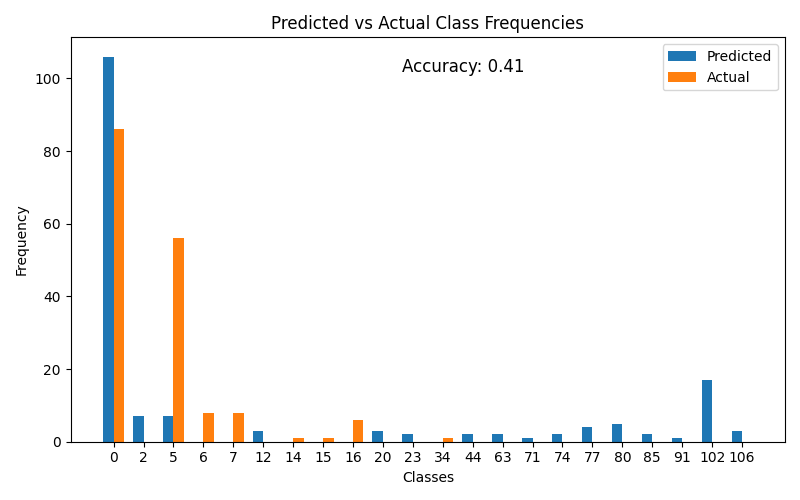 Predicted vs Actual Class Frequencies
Accuracy: 0.41
Predicted
Actual
Frequency
100
80
60
40
20
0
0 2 5 6 7 12 14 15 16 20 23 34 44 63 71 74 77 80 85 91 102 106
Classes